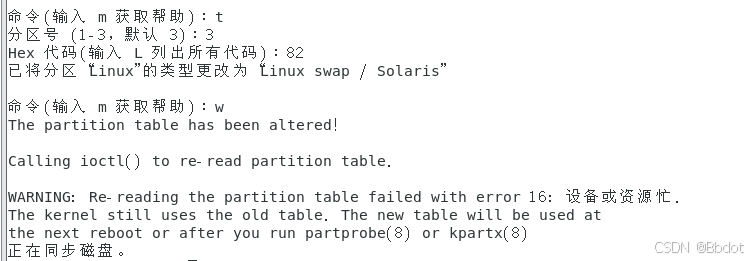 命令(输入 m 获取帮助)：t
分区号 (1-3，默认 3)：3
Hex 代码(输入 L 列出所有代码)：82
已将分区“Linux”的类型更改为“Linux swap / Solaris”
命令(输入 m 获取帮助)：w
The partition table has been altered!
Calling ioctl() to re-read partition table.
WARNING: Re-reading the partition table failed with error 16: 设备或资源忙.
The kernel still uses the old table. The new table will be used at
the next reboot or after you run partprobe(8) or kpartx(8)
正在同步磁盘。
CSDN @Bbdot